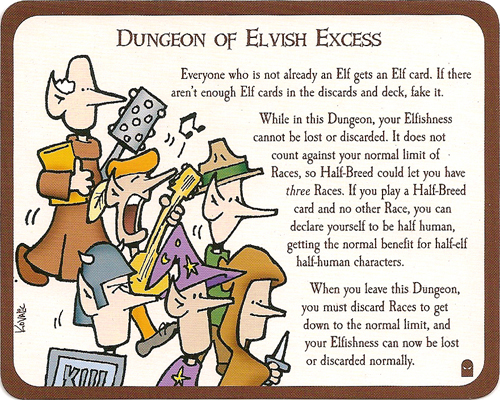 DUNGEON OF ELVISH EXCESS
Everyone who is not already an Elf gets an Elf card. If there
aren't enough Elf cards in the discards and deck, fake it.
While in this Dungeon, your Elfishness
cannot be lost or discarded. It does not
count against your normal limit of
Races, so Half-Breed could let you have
three Races. If you play a Half-Breed
card and no other Race, you can
declare yourself to be half human,
getting the normal benefit for half-elf
half-human characters.
When you leave this Dungeon,
you must discard Races to get
down to the normal limit, and
your Elfishness can now be lost
or discarded normally.
KOVALIC